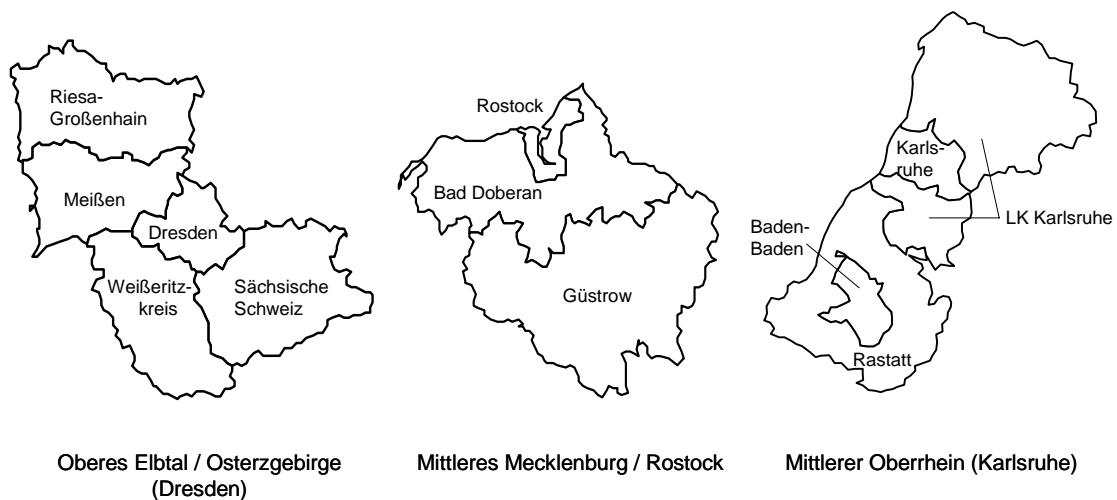 Riesa-
Großenhain
Meißen
Dresden
Weißeritz-
kreis
Sächsische
Schweiz
Oberes Elbtal / Osterzgebirge
(Dresden)
Rostock
Bad Doberan
Güstrow
Mittleres Mecklenburg / Rostock
Karls-
ruhe
LK Karlsruhe
Baden-
Baden
Rastatt
Mittlerer Oberrhein (Karlsruhe)